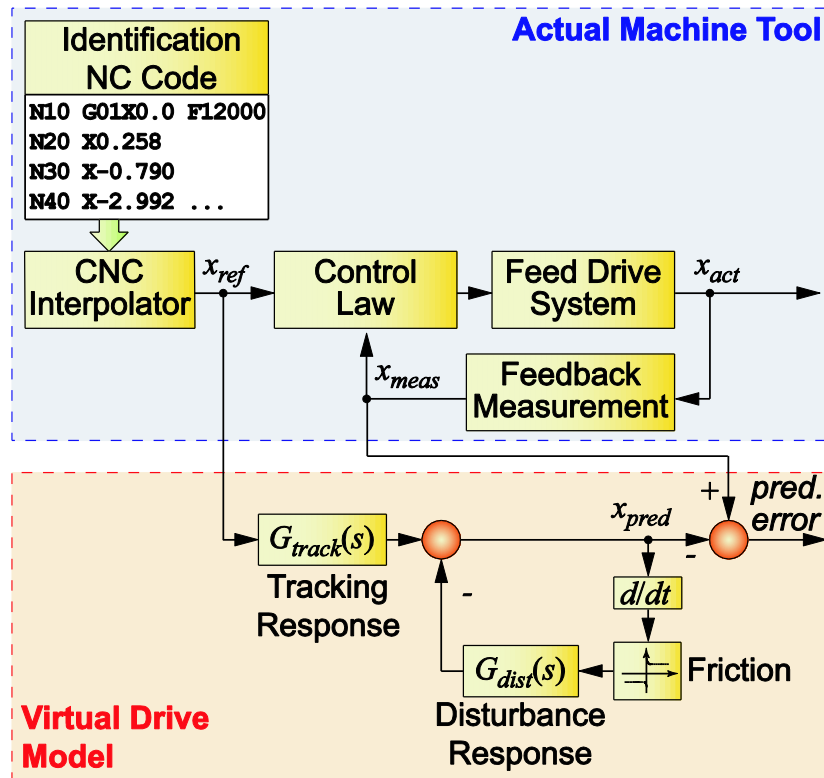 Actual Machine Tool
Identification
NC Code
N10 G01X0.0 F12000
N20 X0.258
N30 X-0.790
N40 X-2.992 ...
CNC
Interpolator
x_ref
Control
Law
Feed Drive
System
x_act
x_meas
Feedback
Measurement
+
pred.
error
x_pred
G_track(s)
-
Tracking
Response
-
d/dt
G_dist(s)
Friction
Disturbance
Response
Virtual Drive
Model